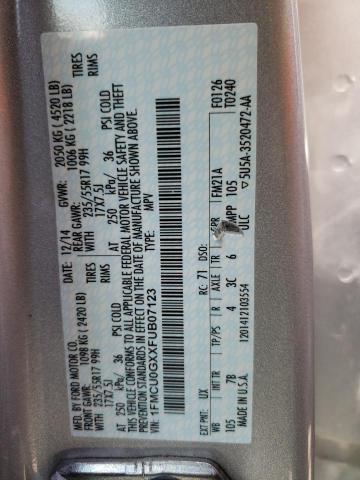 MFD. BY FORD MOTOR CO. 12/14 GVWR: 2050 KG ( 4520 LB)
FRONT GAWR: 1098 KG ( 2420 LB) REAR GAWR: 1006 KG ( 2218 LB)
235/55R17 99H TIRES 235/55R17 99H TIRES
17X7.5J RIMS 17X7.5J RIMS
AT 250 kPa/ 36 PSI COLD AT 250 kPa/ 36 PSI COLD
THIS VEHICLE CONFORMS TO ALL APPLICABLE FEDERAL MOTOR VEHICLE SAFETY AND THEFT
PREVENTION STANDARDS IN EFFECT ON THE DATE OF MANUFACTURE SHOWN ABOVE.
VIN: 1FMCU0GXXFUB07123
TYPE: MPV
F0126
T0240
EXT PNT: UX RC: 71 DSO: FM21A
WB TP/PS R AXLE TR SPR 105
105 7B 4 3C 6 MPP
MADE IN U.S.A. 1201412103554 ULC
5U5A-3520472-AA